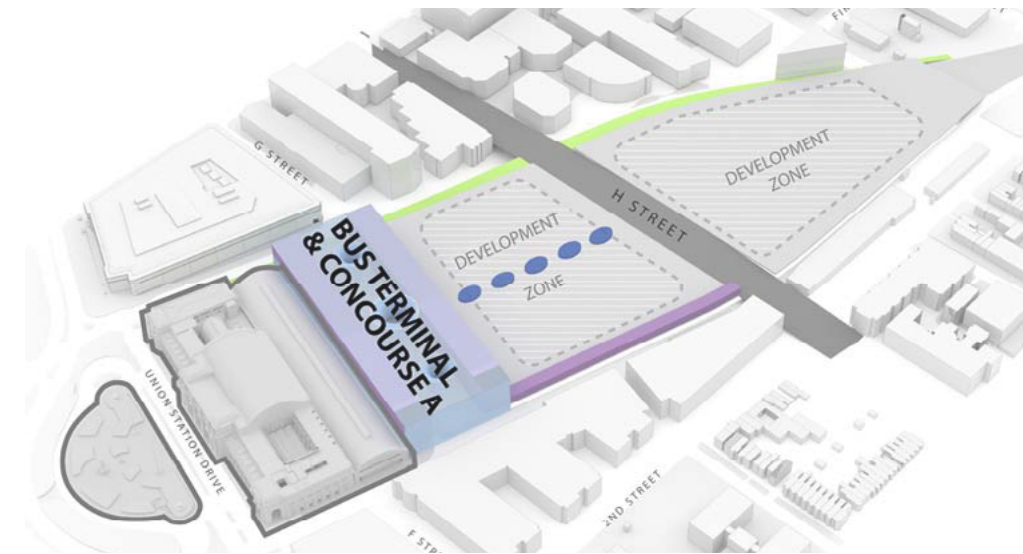 G STREET
BUS TERMINAL
& CONCOURSE A
DEVELOPMENT
ZONE
H STREET
DEVELOPMENT
ZONE
UNION STATION DRIVE
2ND STREET